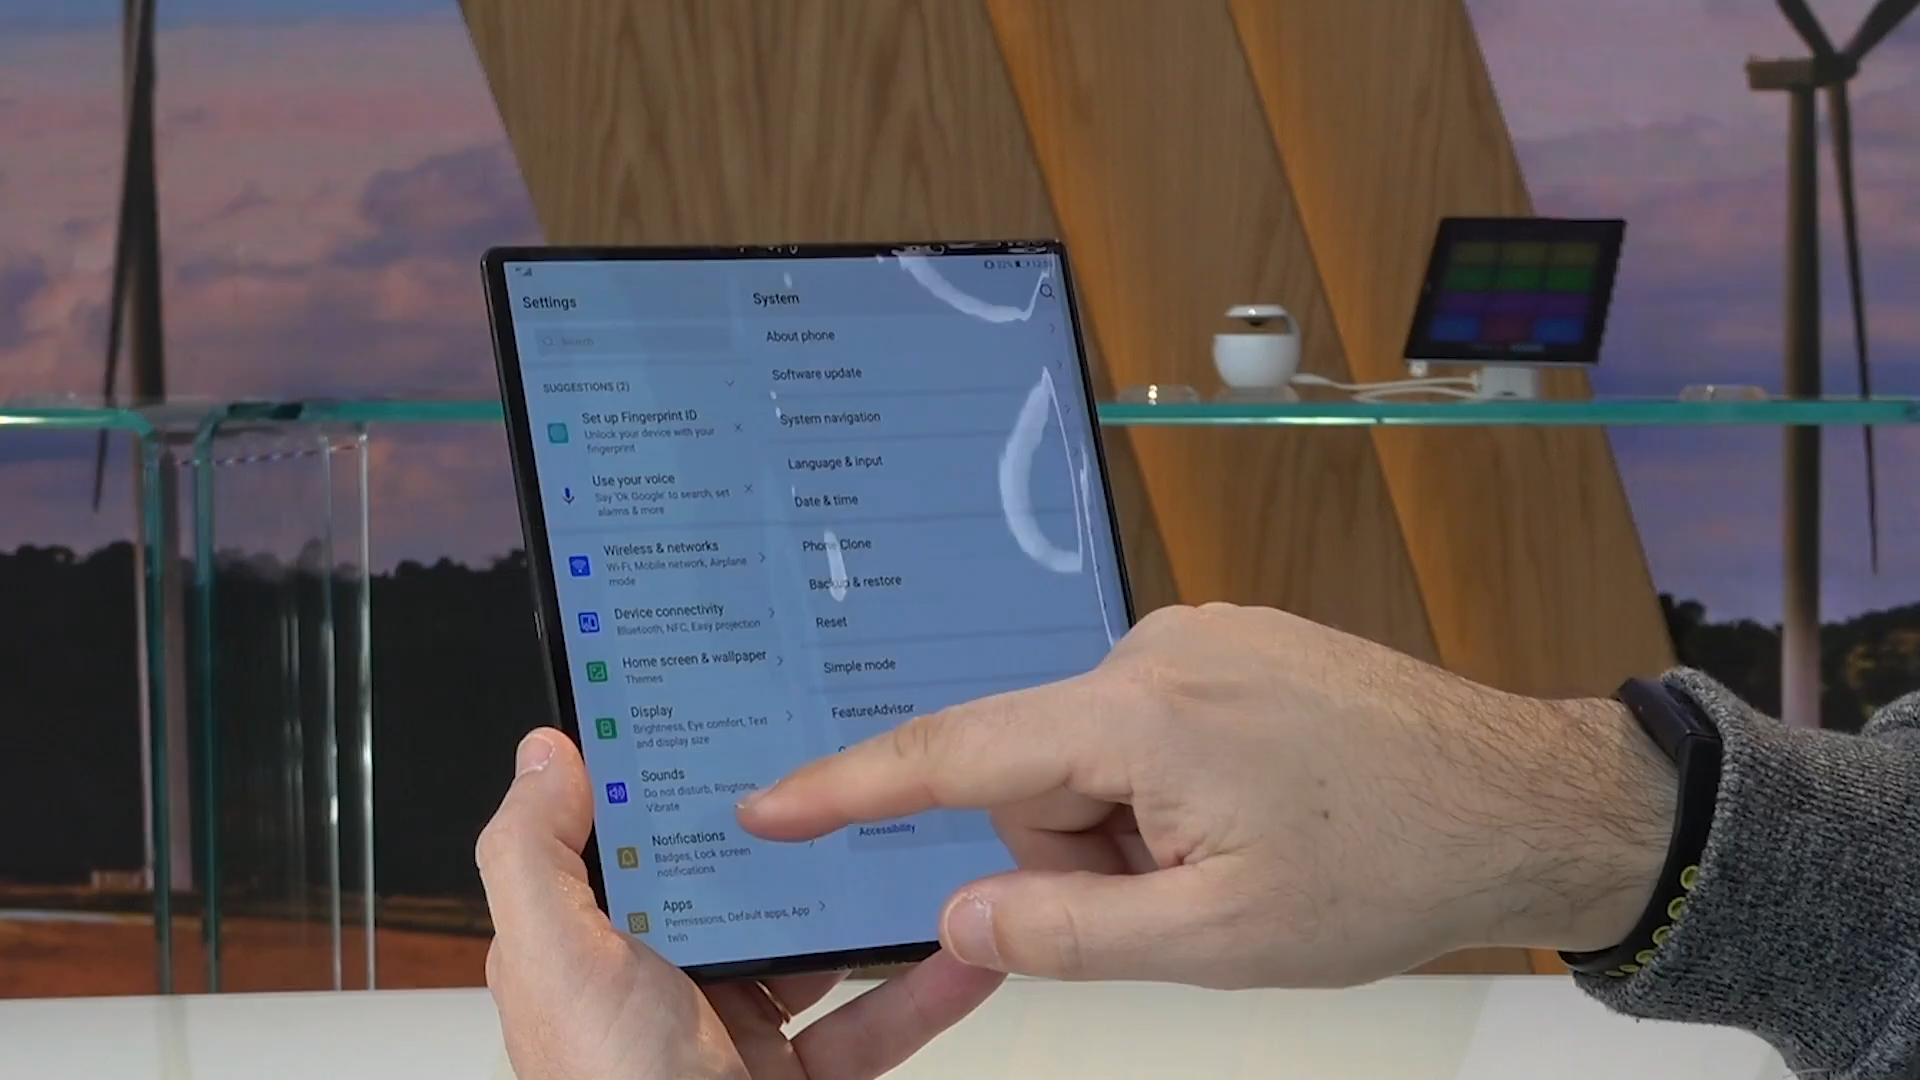 Settings
Search
SUGGESTIONS (2)
Set up Fingerprint ID
Unlock your device with your
fingerprint
Use your voice
Say 'Ok Google' to search, set
alarms & more
Wireless & networks
Wi-Fi, Mobile network, Airplane
mode
Device connectivity
Bluetooth, NFC, Easy projection
Home screen & wallpaper
Themes
Display
Brightness, Eye comfort, Text
and display size
Sounds
Do not disturb, Ringtone,
Vibrate
Notifications
Badges, Lock screen
notifications
Apps
Permissions, Default apps, App
twin
System
About phone
Software update
System navigation
Language & input
Date & time
Phone Clone
Backup & restore
Reset
Simple mode
FeatureAdvisor
Accessibility